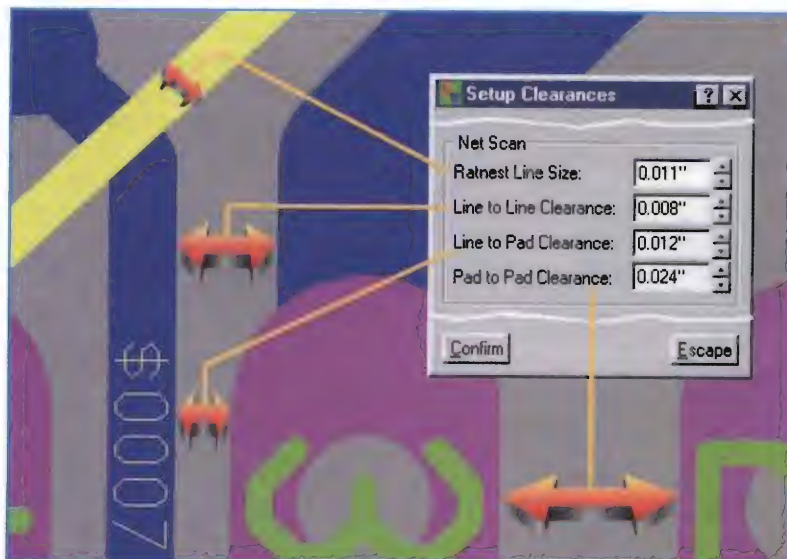 Setup Clearances
Net Scan
Ratnest Line Size: 0.011"
Line to Line Clearance: 0.008"
Line to Pad Clearance: 0.012"
Pad to Pad Clearance: 0.024"
Confirm Escape
$0007